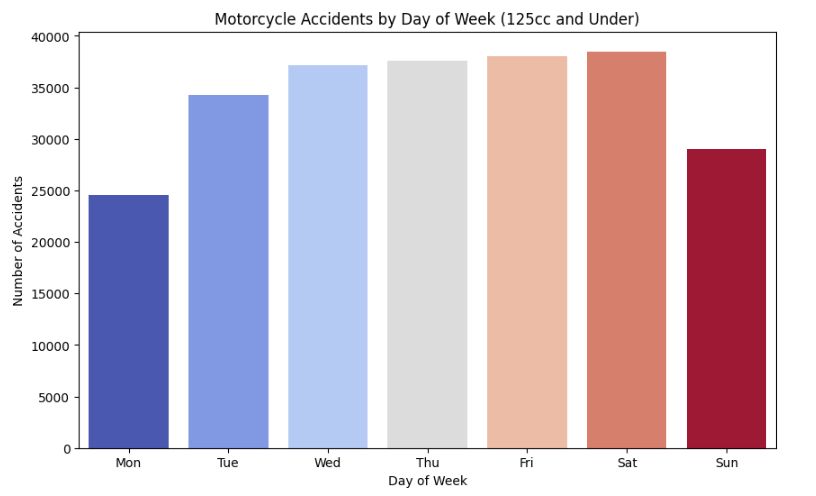 Motorcycle Accidents by Day of Week (125cc and Under)
40000
35000
30000
25000
20000
15000
10000
5000
0
Number of Accidents
Mon Tue Wed Thu Fri Sat Sun
Day of Week